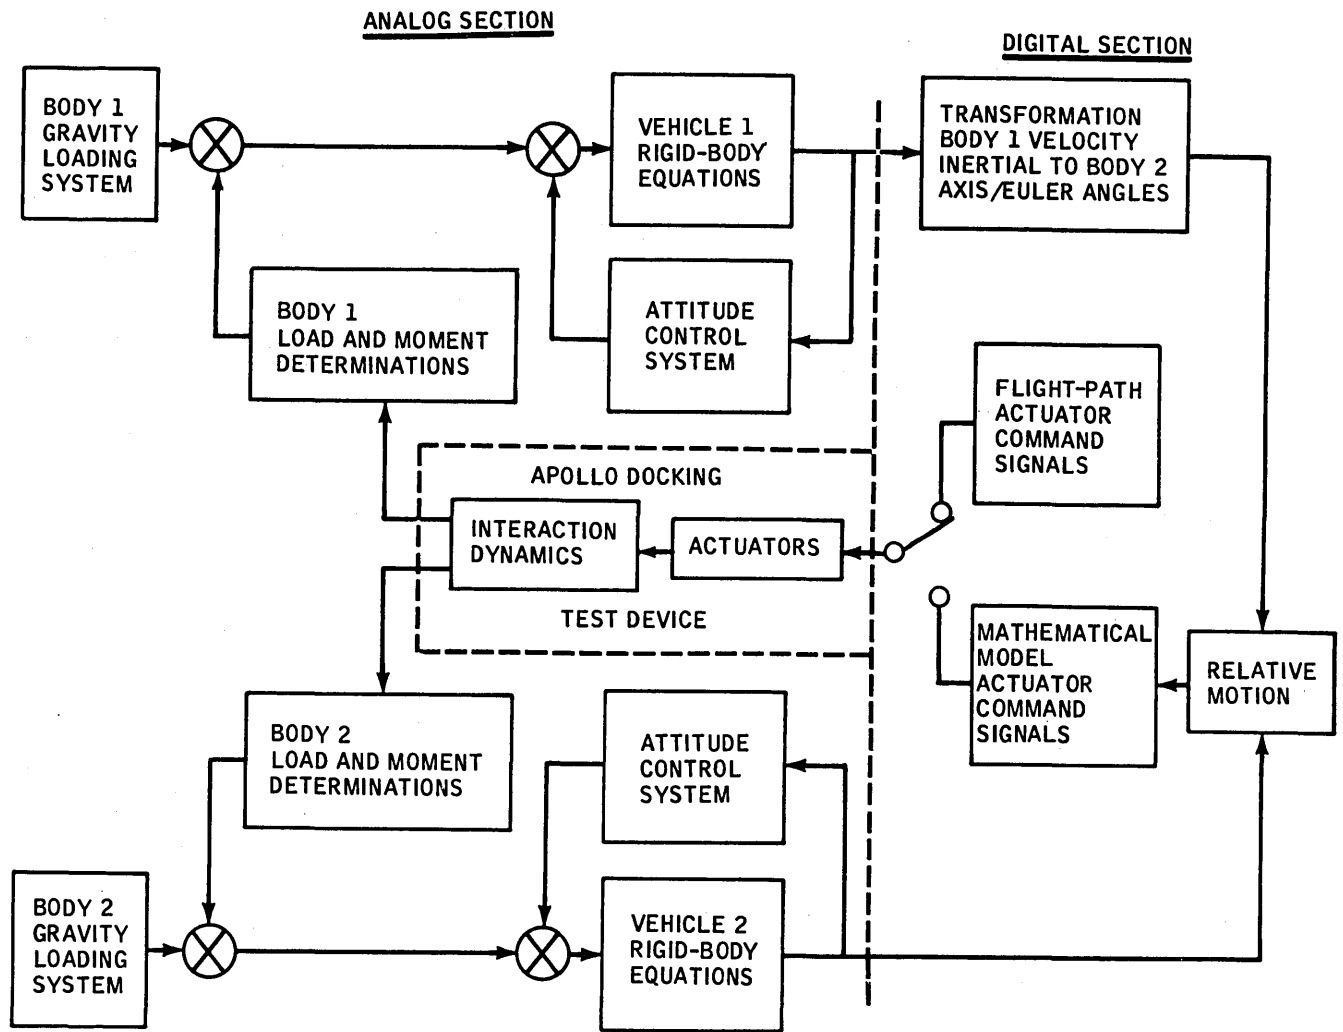 ANALOG SECTION
DIGITAL SECTION
BODY 1
GRAVITY
LOADING
SYSTEM
VEHICLE 1
RIGID-BODY
EQUATIONS
TRANSFORMATION
BODY 1 VELOCITY
INERTIAL TO BODY 2
AXIS/EULER ANGLES
BODY 1
LOAD AND MOMENT
DETERMINATIONS
ATTITUDE
CONTROL
SYSTEM
FLIGHT-PATH
ACTUATOR
COMMAND
SIGNALS
APOLLO DOCKING
INTERACTION
DYNAMICS
ACTUATORS
TEST DEVICE
MATHEMATICAL
MODEL
ACTUATOR
COMMAND
SIGNALS
RELATIVE
MOTION
BODY 2
LOAD AND MOMENT
DETERMINATIONS
ATTITUDE
CONTROL
SYSTEM
BODY 2
GRAVITY
LOADING
SYSTEM
VEHICLE 2
RIGID-BODY
EQUATIONS